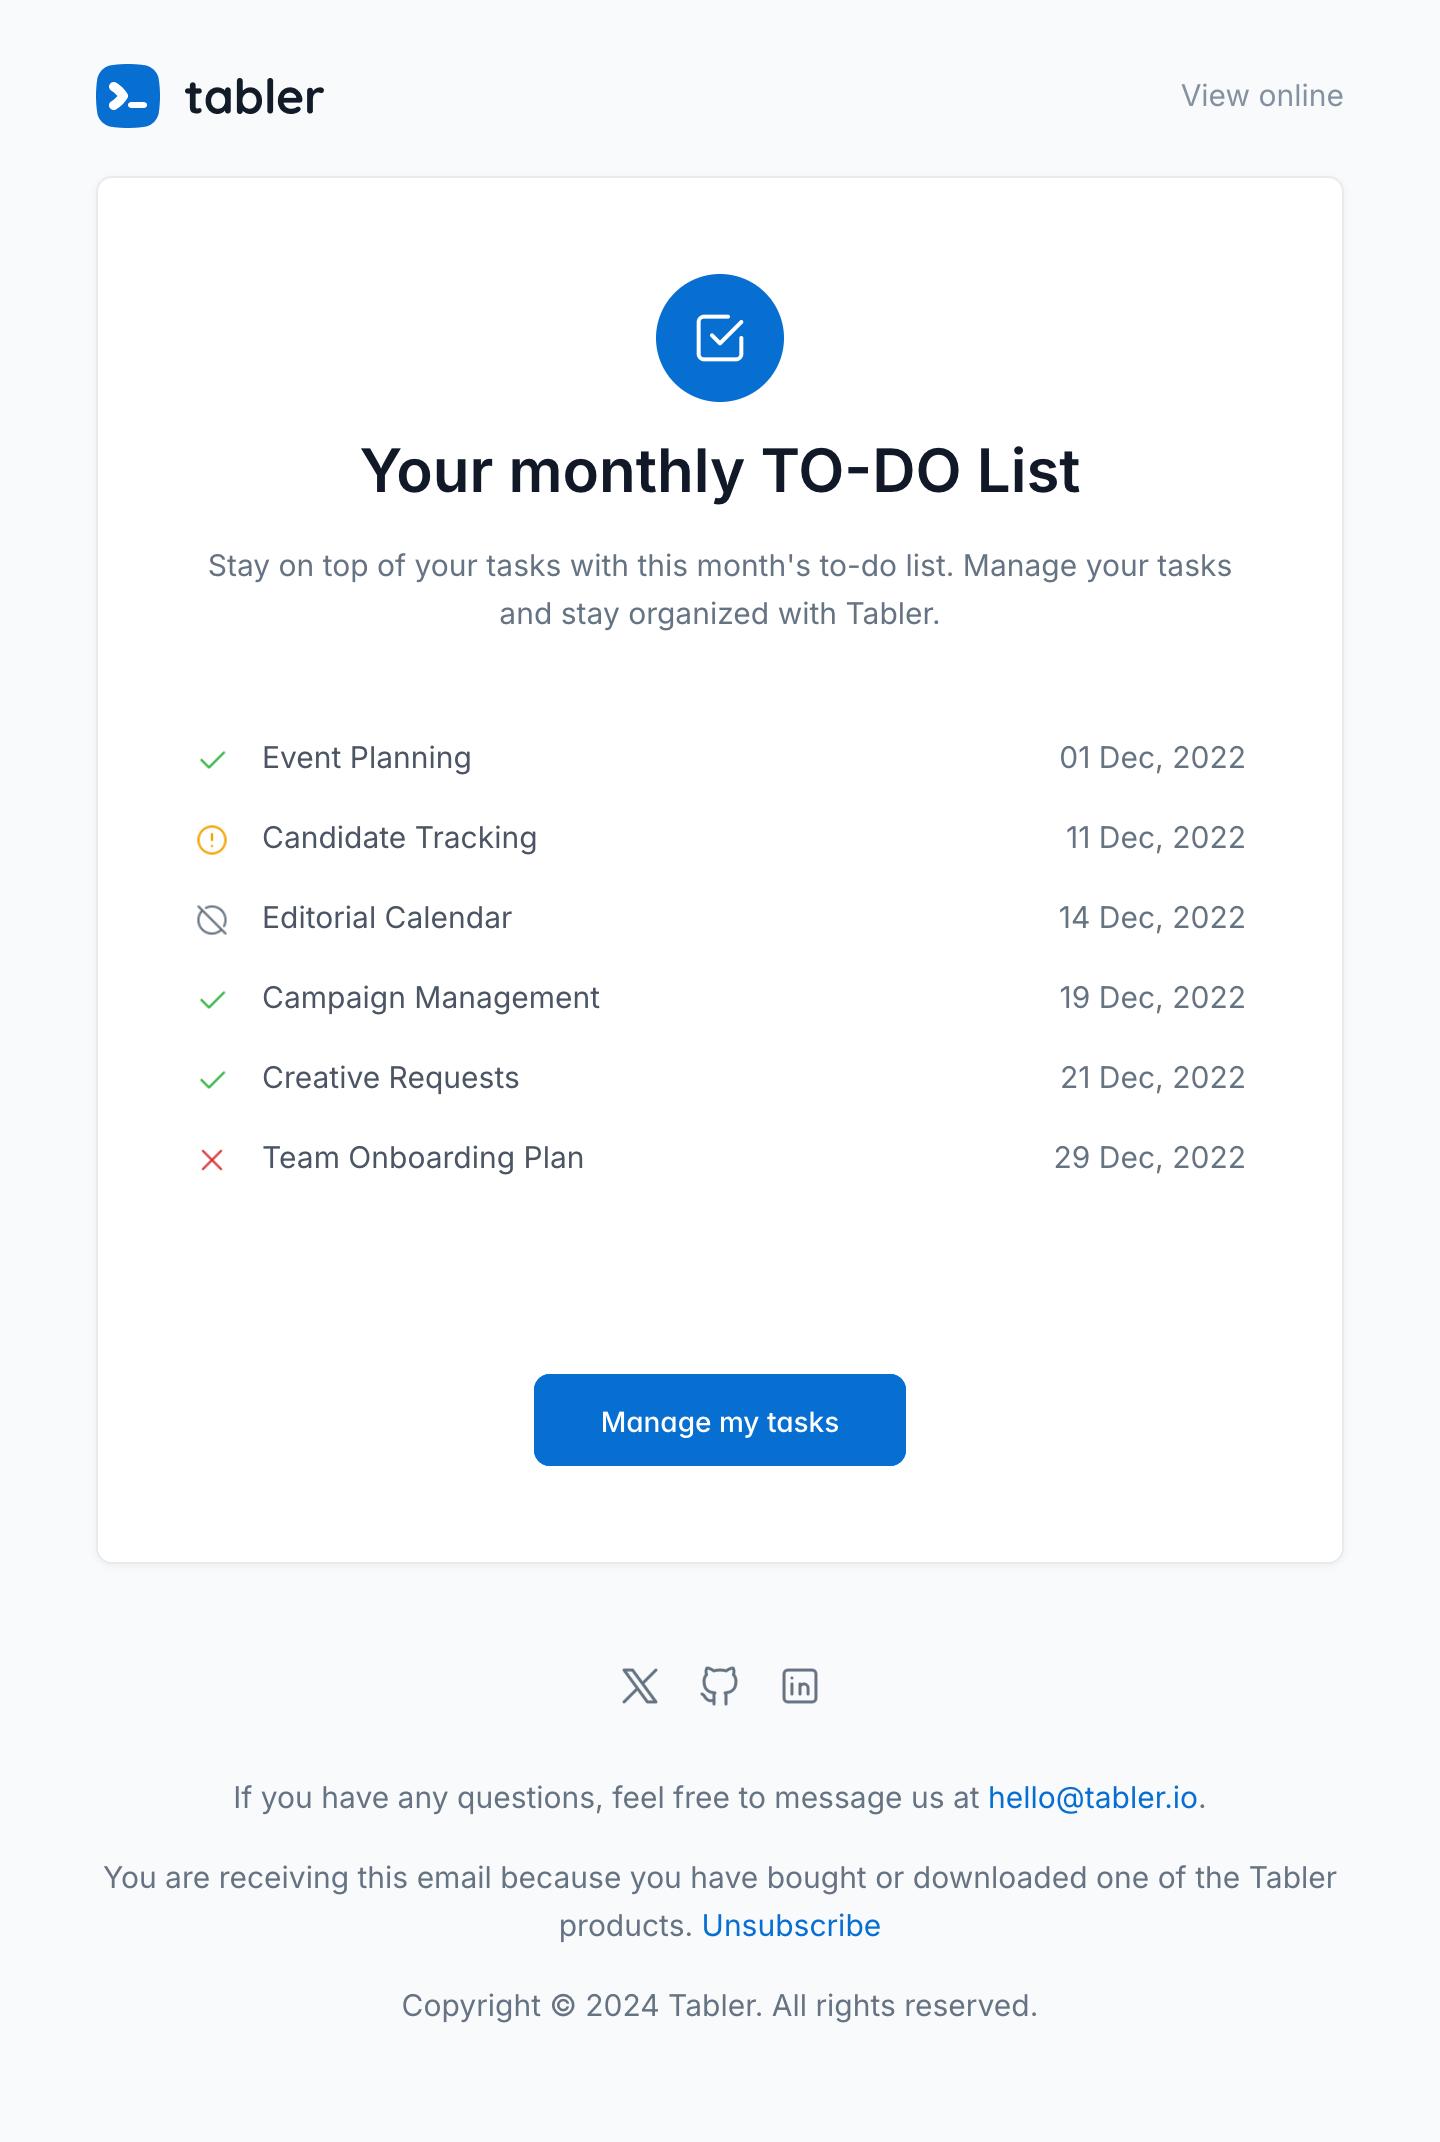 tabler
View online
Your monthly TO-DO List
Stay on top of your tasks with this month's to-do list. Manage your tasks
and stay organized with Tabler.
Event Planning 01 Dec, 2022
Candidate Tracking 11 Dec, 2022
Editorial Calendar 14 Dec, 2022
Campaign Management 19 Dec, 2022
Creative Requests 21 Dec, 2022
Team Onboarding Plan 29 Dec, 2022
Manage my tasks
If you have any questions, feel free to message us at hello@tabler.io.
You are receiving this email because you have bought or downloaded one of the Tabler
products. Unsubscribe
Copyright © 2024 Tabler. All rights reserved.